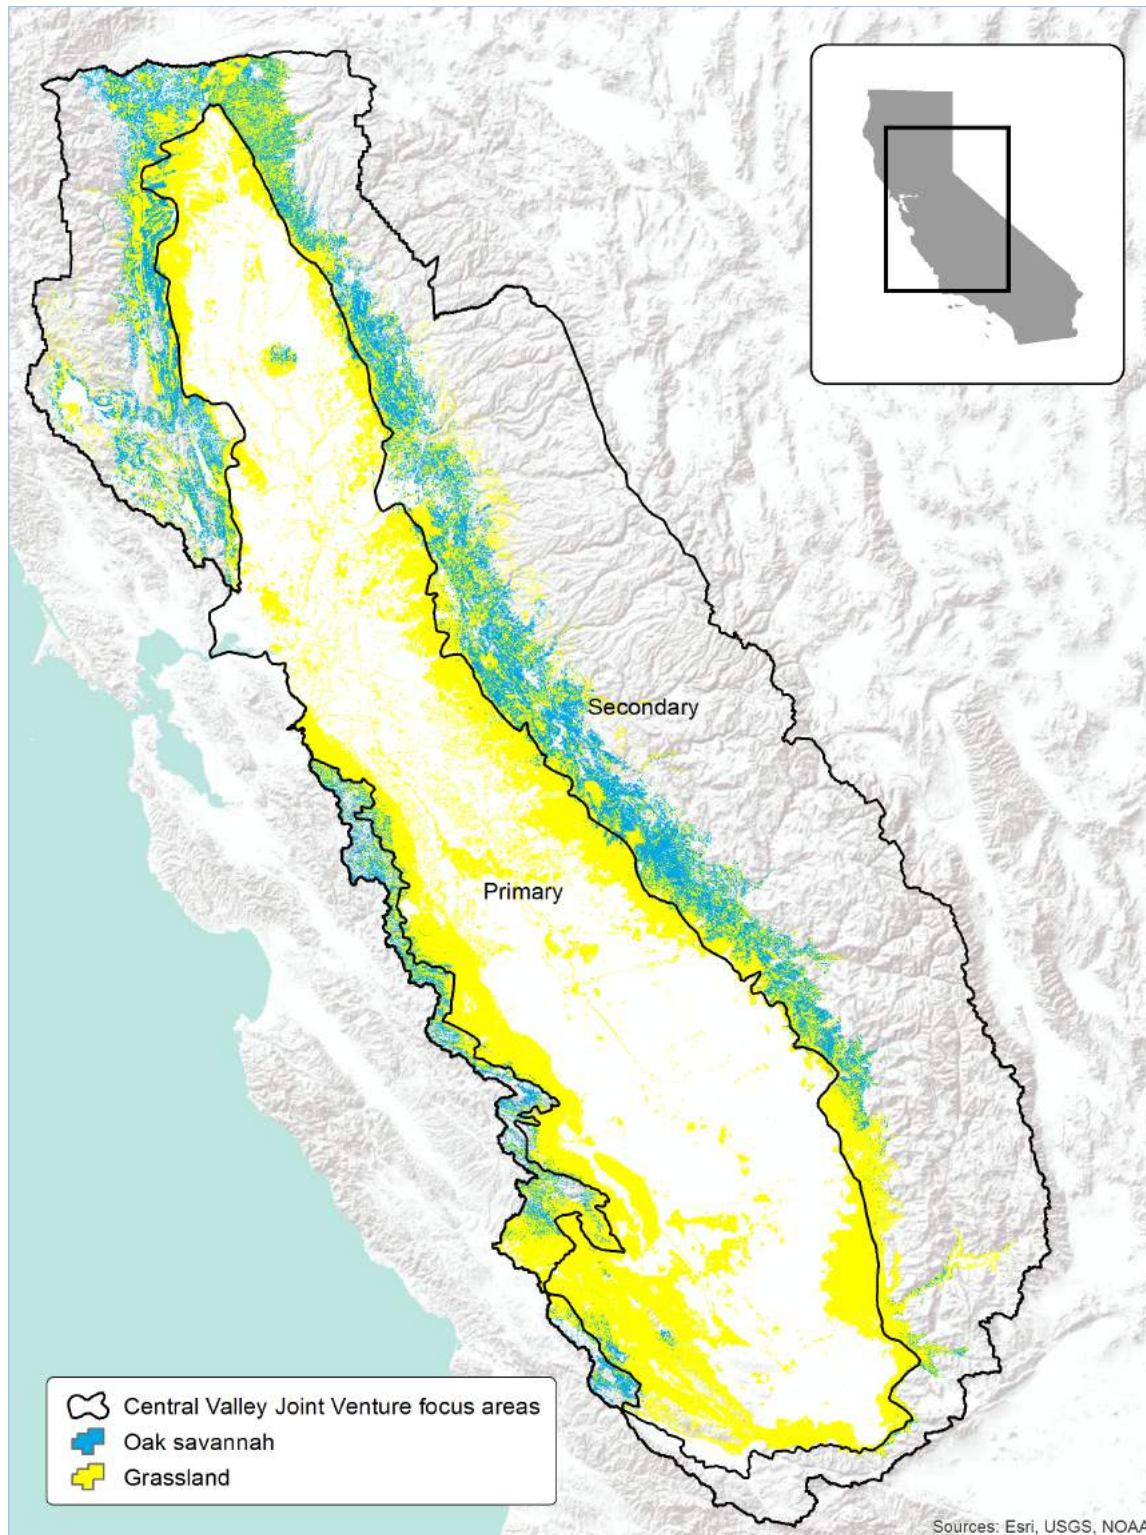 Secondary
Primary
Central Valley Joint Venture focus areas
Oak savannah
Grassland
Sources: Esri, USGS, NOAA